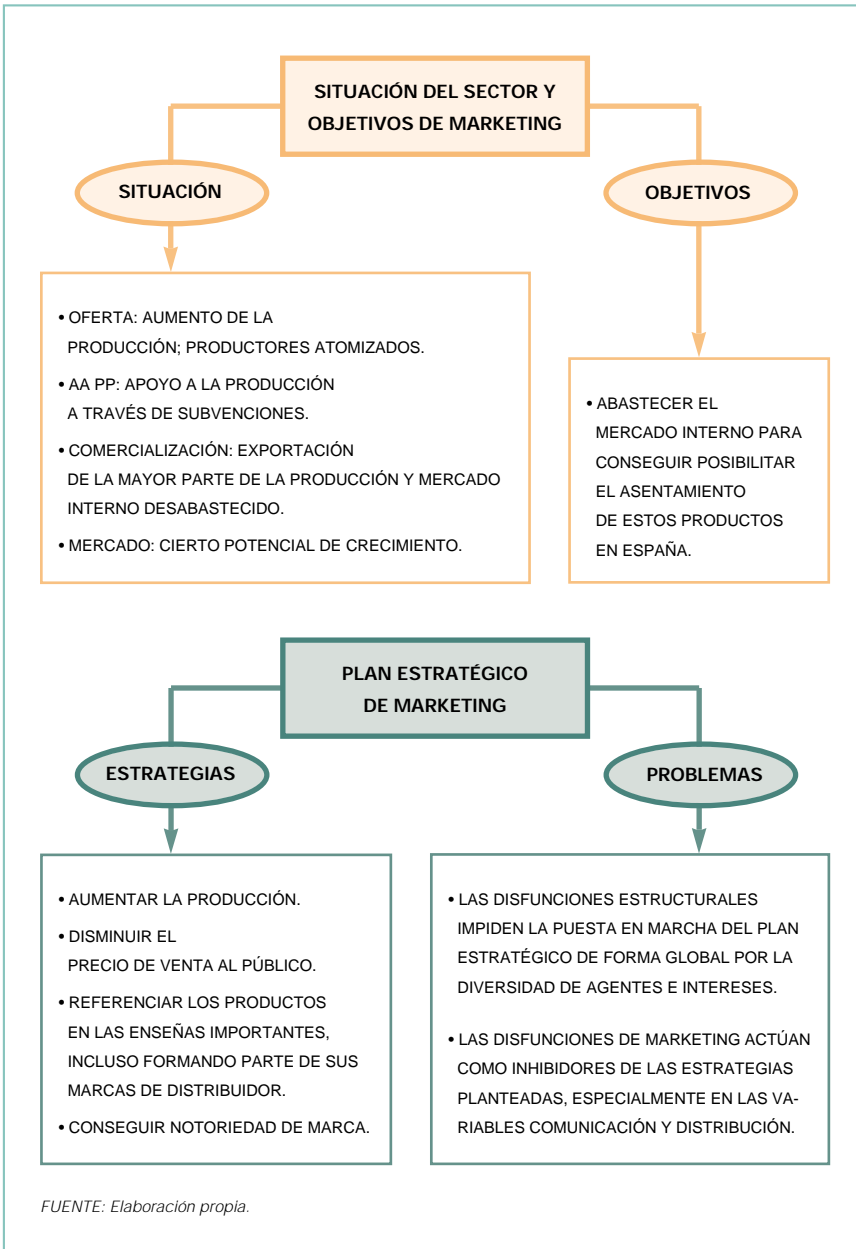 SITUACIÓN DEL SECTOR Y
OBJETIVOS DE MARKETING
SITUACIÓN
OBJETIVOS
• OFERTA: AUMENTO DE LA
PRODUCCIÓN; PRODUCTORES ATOMIZADOS.
• AA PP: APOYO A LA PRODUCCIÓN
A TRAVÉS DE SUBVENCIONES.
• COMERCIALIZACIÓN: EXPORTACIÓN
DE LA MAYOR PARTE DE LA PRODUCCIÓN Y MERCADO
INTERNO DESABASTECIDO.
• MERCADO: CIERTO POTENCIAL DE CRECIMIENTO.
• ABASTECER EL
MERCADO INTERNO PARA
CONSEGUIR POSIBILITAR
EL ASENTAMIENTO
DE ESTOS PRODUCTOS
EN ESPAÑA.
PLAN ESTRATÉGICO
DE MARKETING
ESTRATEGIAS
PROBLEMAS
• AUMENTAR LA PRODUCCIÓN.
• DISMINUIR EL
PRECIO DE VENTA AL PÚBLICO.
• REFERENCIAR LOS PRODUCTOS
EN LAS ENSEÑAS IMPORTANTES,
INCLUSO FORMANDO PARTE DE SUS
MARCAS DE DISTRIBUIDOR.
• CONSEGUIR NOTORIEDAD DE MARCA.
• LAS DISFUNCIONES ESTRUCTURALES
IMPIDEN LA PUESTA EN MARCHA DEL PLAN
ESTRATÉGICO DE FORMA GLOBAL POR LA
DIVERSIDAD DE AGENTES E INTERESES.
• LAS DISFUNCIONES DE MARKETING ACTÚAN
COMO INHIBIDORES DE LAS ESTRATEGIAS
PLANTEADAS, ESPECIALMENTE EN LAS VA-
RIABLES COMUNICACIÓN Y DISTRIBUCIÓN.
FUENTE: Elaboración propia.